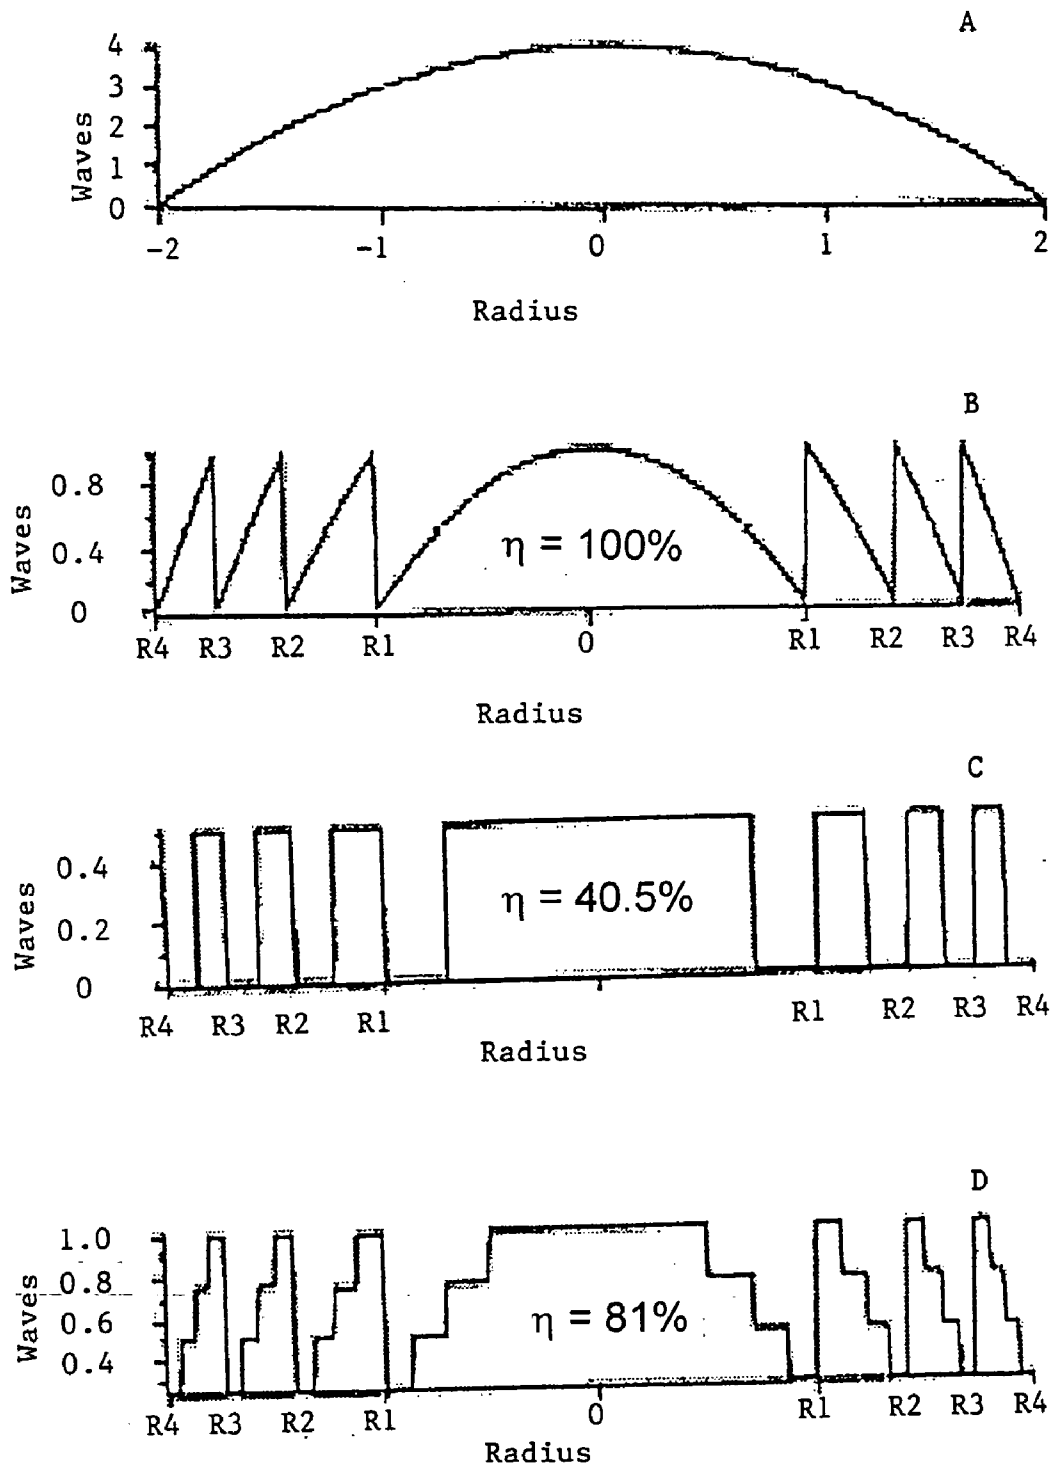 A
4
3
2
1
0
Waves
-2 -1 0 1 2
Radius
B
0.8
0.4
0
Waves
η = 100%
R4 R3 R2 R1 0 R1 R2 R3 R4
Radius
C
0.4
0.2
0
Waves
η = 40.5%
R4 R3 R2 R1 R1 R2 R3 R4
Radius
D
1.0
0.8
0.6
0.4
Waves
η = 81%
R4 R3 R2 R1 0 R1 R2 R3 R4
Radius